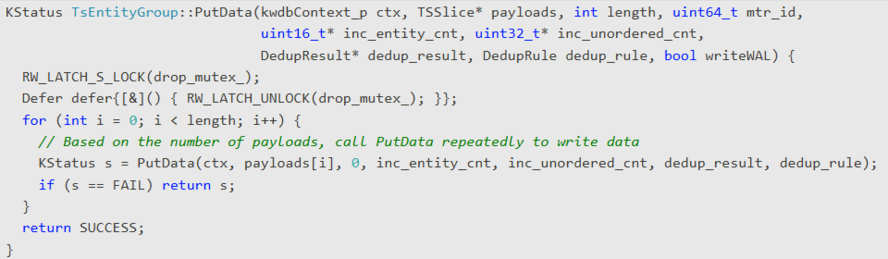 KStatus TsEntityGroup::PutData(kwdbContext_p ctx, TSSlice* payloads, int length, uint64_t mtr_id,
                               uint16_t* inc_entity_cnt, uint32_t* inc_unordered_cnt,
                               DedupResult* dedup_result, DedupRule dedup_rule, bool writeWAL) {
  RW_LATCH_S_LOCK(drop_mutex_);
  Defer defer{[&]() { RW_LATCH_UNLOCK(drop_mutex_); }};
  for (int i = 0; i < length; i++) {
    // Based on the number of payloads, call PutData repeatedly to write data
    KStatus s = PutData(ctx, payloads[i], 0, inc_entity_cnt, inc_unordered_cnt, dedup_result, dedup_rule);
    if (s == FAIL) return s;
  }
  return SUCCESS;
}